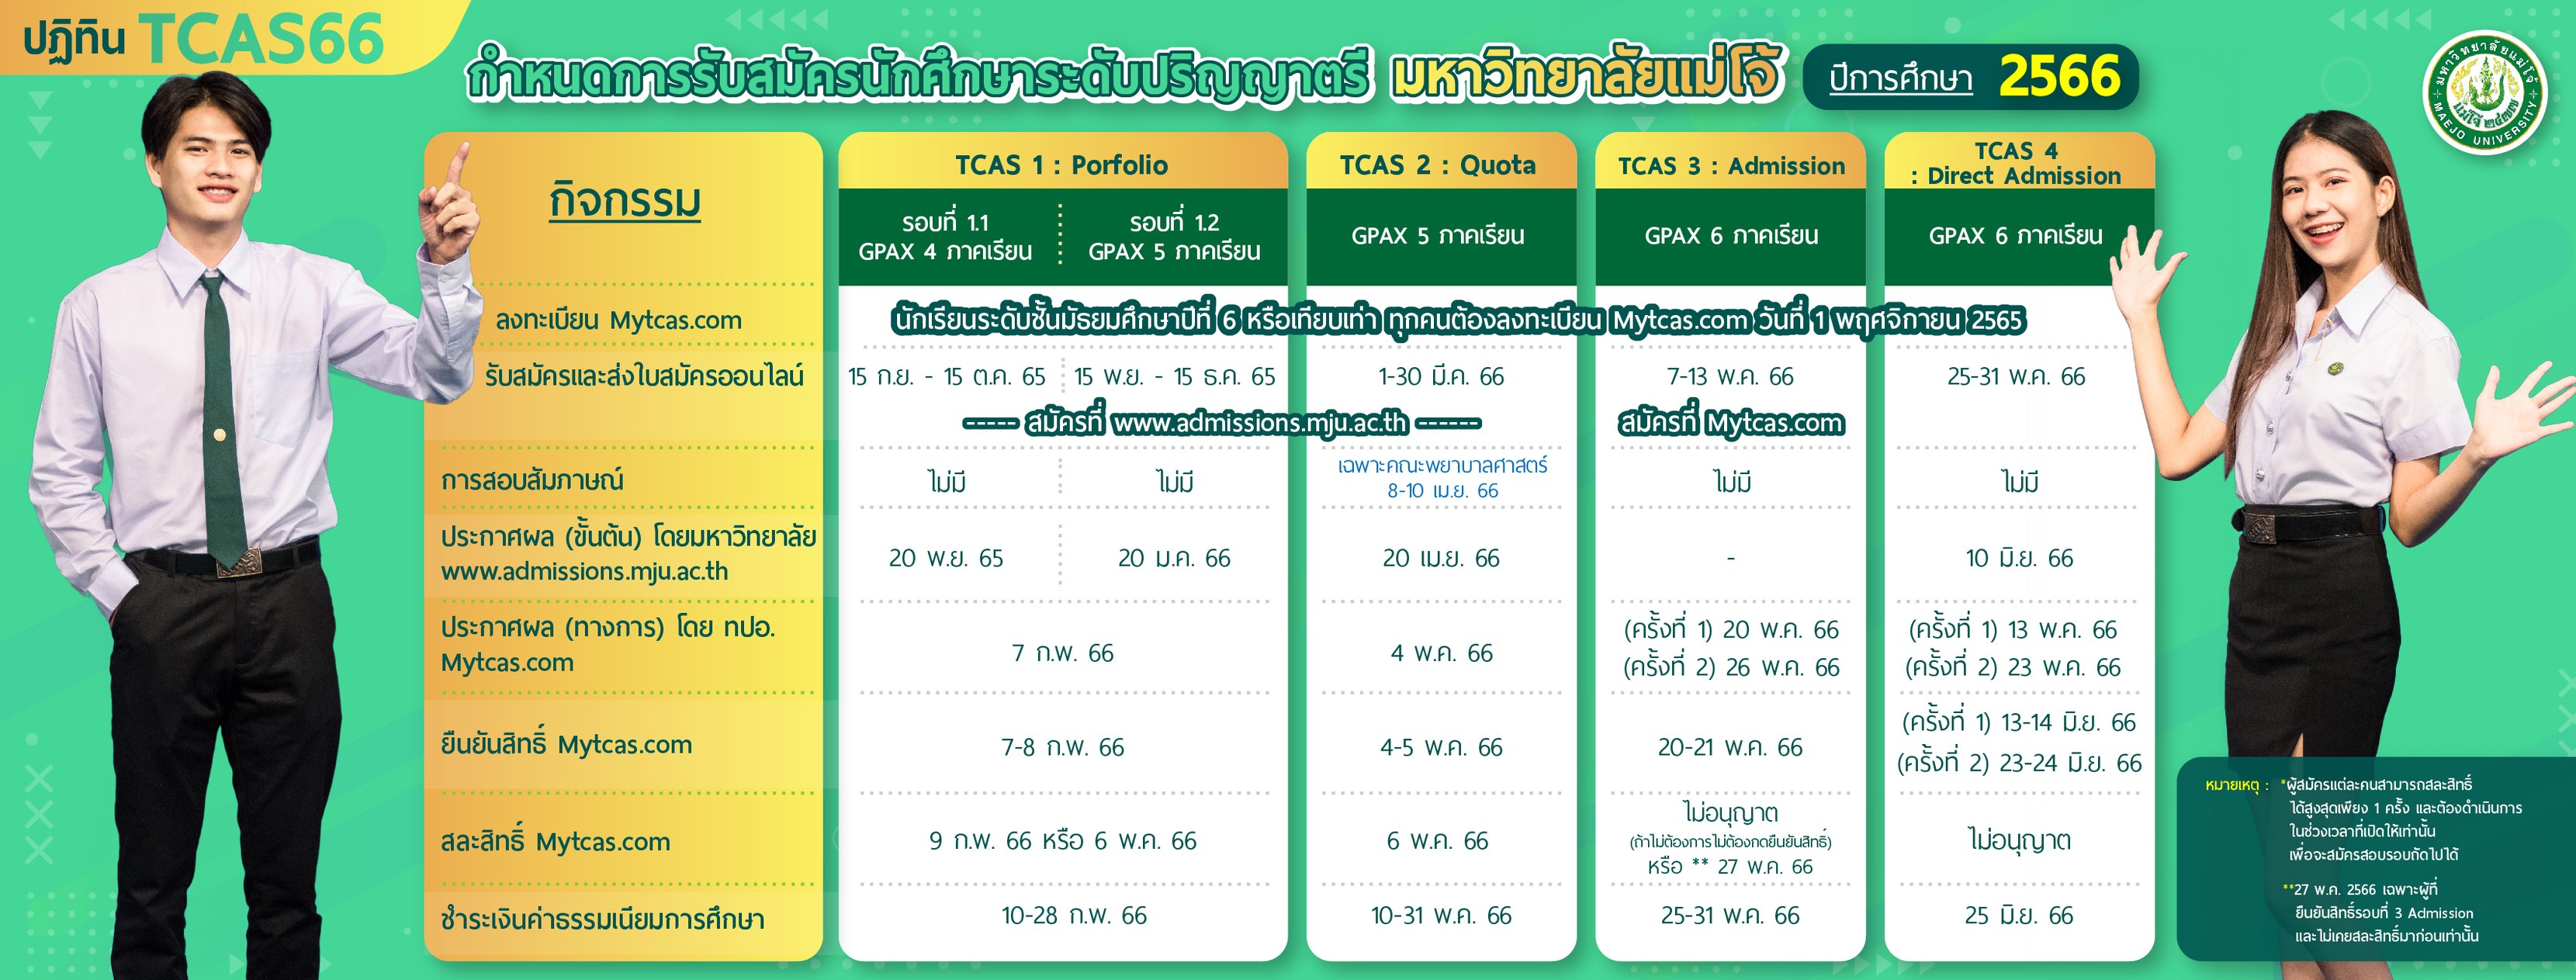 ปฏิทิน TCAS66
กำหนดการรับสมัครนักศึกษาระดับปริญญาตรี มหาวิทยาลัยแม่โจ้ ปีการศึกษา 2566
มหาวิทยาลัยแม่โจ้
แม่โจ้ ๒๔๗๗
MAEJO UNIVERSITY
กิจกรรม
TCAS 1 : Porfolio
TCAS 2 : Quota
TCAS 3 : Admission
TCAS 4
: Direct Admission
รอบที่ 1.1
GPAX 4 ภาคเรียน
รอบที่ 1.2
GPAX 5 ภาคเรียน
GPAX 5 ภาคเรียน
GPAX 6 ภาคเรียน
GPAX 6 ภาคเรียน
ลงทะเบียน Mytcas.com
นักเรียนระดับชั้นมัธยมศึกษาปีที่ 6 หรือเทียบเท่า ทุกคนต้องลงทะเบียน Mytcas.com วันที่ 1 พฤศจิกายน 2565
รับสมัครและส่งใบสมัครออนไลน์
15 ก.ย. - 15 ต.ค. 65
15 พ.ย. - 15 ธ.ค. 65
1-30 มี.ค. 66
7-13 พ.ค. 66
25-31 พ.ค. 66
----- สมัครที่ www.admissions.mju.ac.th ------
สมัครที่ Mytcas.com
การสอบสัมภาษณ์
ไม่มี
ไม่มี
เฉพาะคณะพยาบาลศาสตร์
8-10 เม.ย. 66
ไม่มี
ไม่มี
ประกาศผล (ขั้นต้น) โดยมหาวิทยาลัย
www.admissions.mju.ac.th
20 พ.ย. 65
20 ม.ค. 66
20 เม.ย. 66
-
10 มิ.ย. 66
ประกาศผล (ทางการ) โดย ทปอ.
Mytcas.com
7 ก.พ. 66
4 พ.ค. 66
(ครั้งที่ 1) 20 พ.ค. 66
(ครั้งที่ 2) 26 พ.ค. 66
(ครั้งที่ 1) 13 พ.ค. 66
(ครั้งที่ 2) 23 พ.ค. 66
ยืนยันสิทธิ์ Mytcas.com
7-8 ก.พ. 66
4-5 พ.ค. 66
20-21 พ.ค. 66
(ครั้งที่ 1) 13-14 มิ.ย. 66
(ครั้งที่ 2) 23-24 มิ.ย. 66
สละสิทธิ์ Mytcas.com
9 ก.พ. 66 หรือ 6 พ.ค. 66
6 พ.ค. 66
ไม่อนุญาต
(ถ้าไม่ต้องการไม่ต้องกดยืนยันสิทธิ์)
หรือ ** 27 พ.ค. 66
ไม่อนุญาต
ชำระเงินค่าธรรมเนียมการศึกษา
10-28 ก.พ. 66
10-31 พ.ค. 66
25-31 พ.ค. 66
25 มิ.ย. 66
หมายเหตุ : *ผู้สมัครแต่ละคนสามารถสละสิทธิ์
ได้สูงสุดเพียง 1 ครั้ง และต้องดำเนินการ
ในช่วงเวลาที่เปิดให้เท่านั้น
เพื่อจะสมัครสอบรอบถัดไปได้
**27 พ.ค. 2566 เฉพาะผู้ที่
ยืนยันสิทธิ์รอบที่ 3 Admission
และไม่เคยสละสิทธิ์มาก่อนเท่านั้น